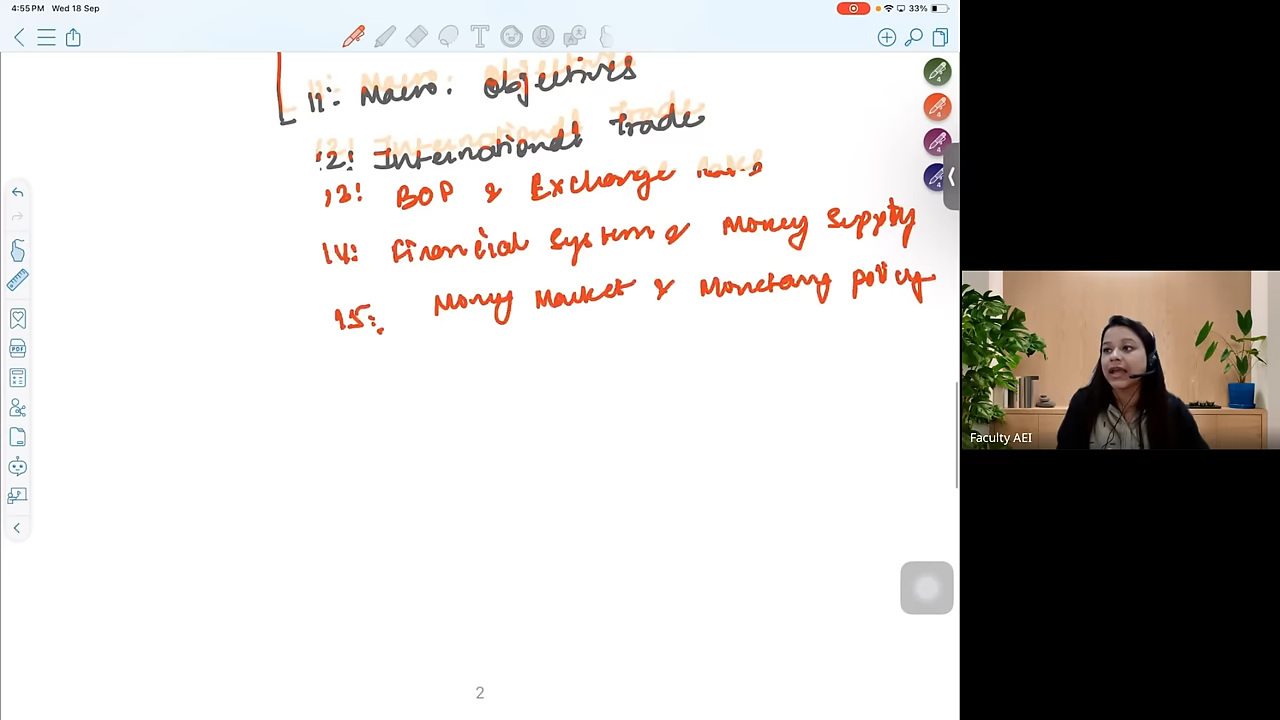 4:55 PM Wed 18 Sep
33%
11: Macro: Objectives
12: International Trade
13: BOP & Exchange
14: Financial System & Money Supply
15: Money Market & Monetary Policy
Faculty AEI
2